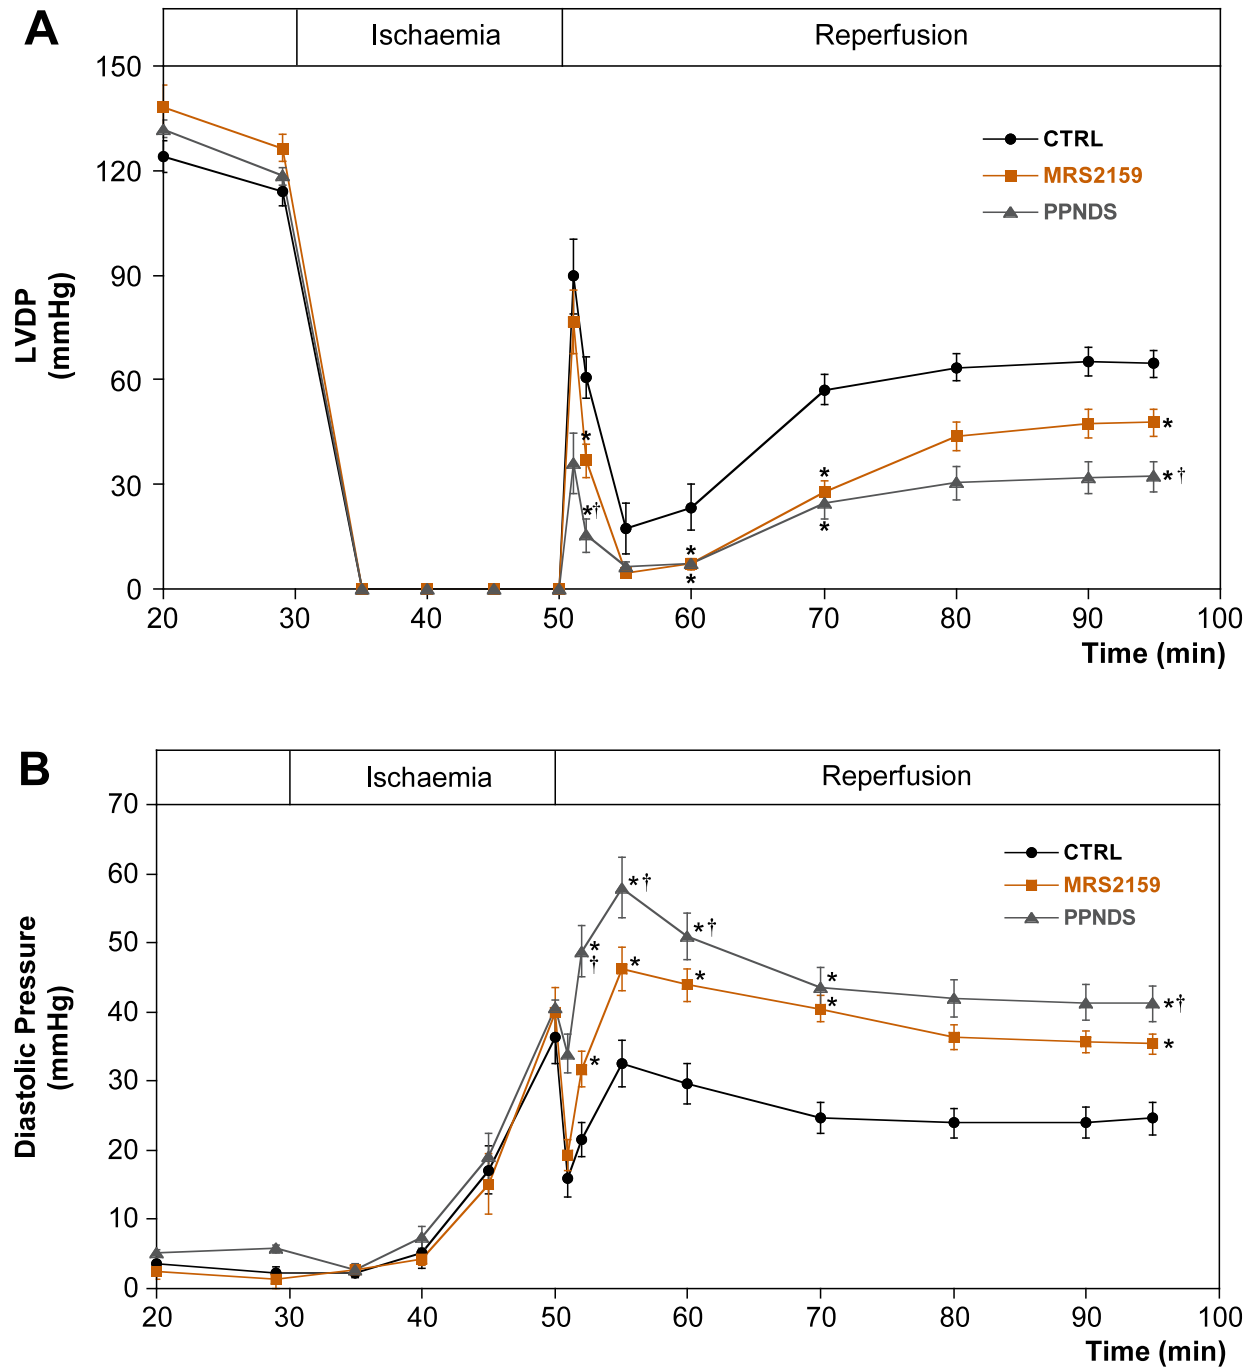 A
Ischaemia
Reperfusion
150
120
90
60
30
0
LVDP
(mmHg)
CTRL
MRS2159
PPNDS
*
*†
*
*
*
*
*
*†
20
30
40
50
60
70
80
90
100
Time (min)
B
Ischaemia
Reperfusion
70
60
50
40
30
20
10
0
Diastolic Pressure
(mmHg)
CTRL
MRS2159
PPNDS
*†
*†
*
†
*
*
*
*
*
*†
*
20
30
40
50
60
70
80
90
100
Time (min)